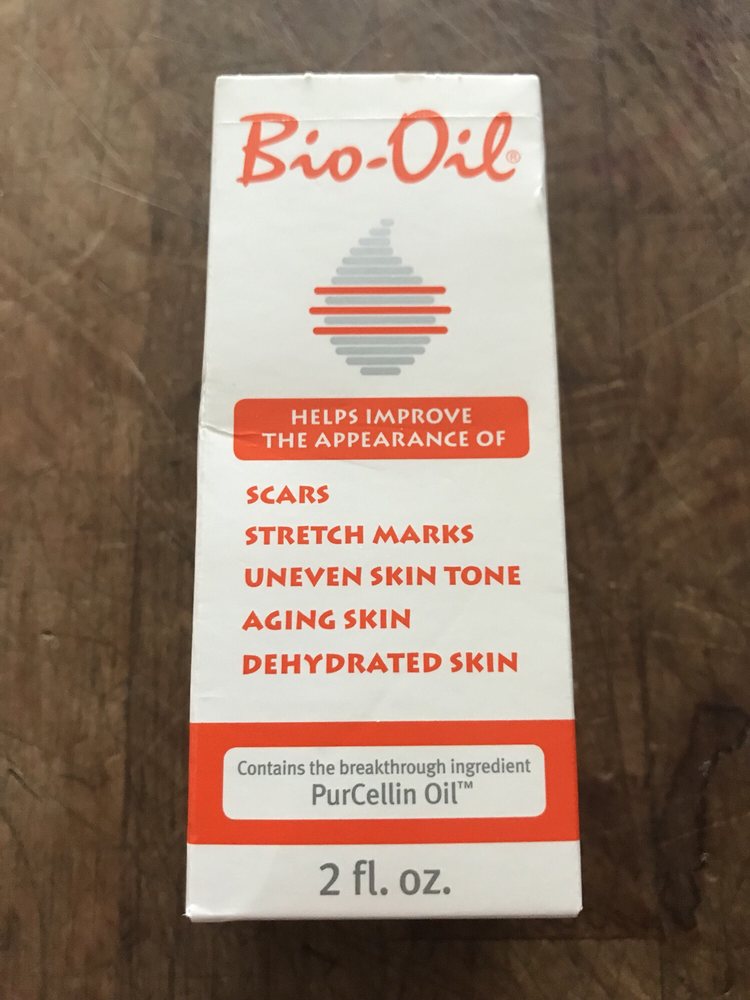 Bio-Oil®
HELPS IMPROVE
THE APPEARANCE OF
SCARS
STRETCH MARKS
UNEVEN SKIN TONE
AGING SKIN
DEHYDRATED SKIN
Contains the breakthrough ingredient
PurCellin Oil™
2 fl. oz.